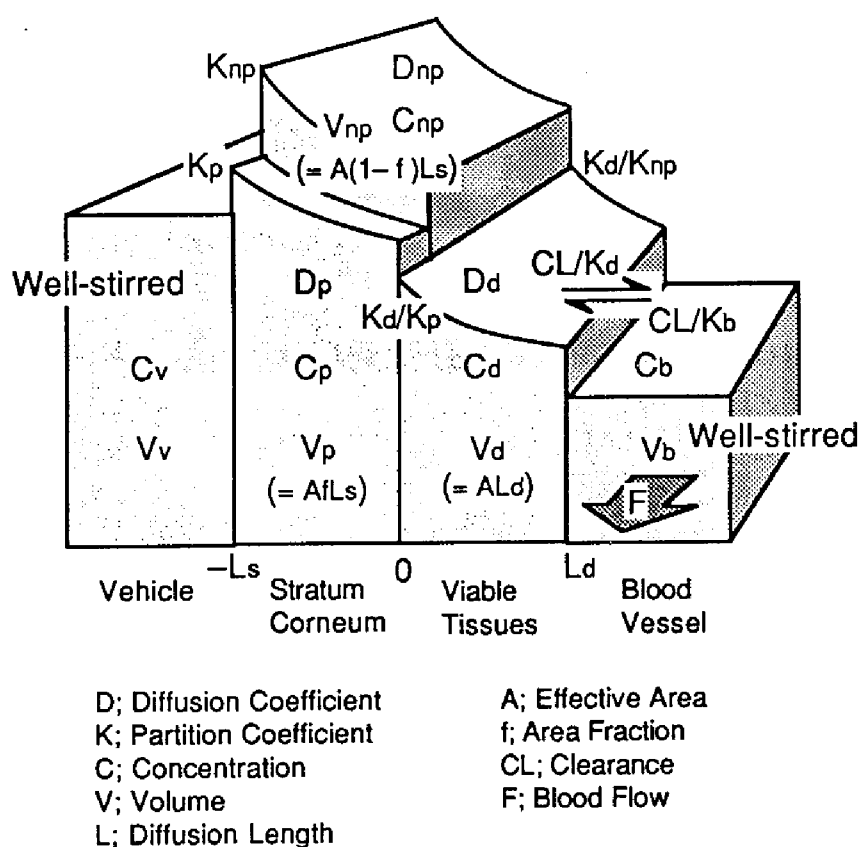 Knp
Dnp
Vnp Cnp
(= A(1− f )Ls)
Kp
Kd/Knp
Well-stirred
Dp
Dd
CL/Kd
Kd/Kp
CL/Kb
Cv
Cp
Cd
Cb
Vv
Vp
Vd
Vb
Well-stirred
(= AfLs)
(= ALd)
F
−Ls
0
Ld
Vehicle
Stratum
Corneum
Viable
Tissues
Blood
Vessel
D; Diffusion Coefficient
K; Partition Coefficient
C; Concentration
V; Volume
L; Diffusion Length
A; Effective Area
f; Area Fraction
CL; Clearance
F; Blood Flow